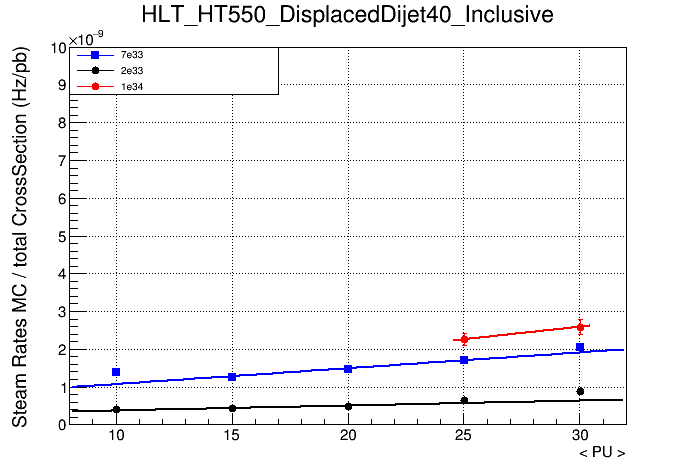 HLT_HT550_DisplacedDijet40_Inclusive
×10⁻⁹
Steam Rates MC / total CrossSection (Hz/pb)
10
9
8
7
6
5
4
3
2
1
0
7e33
2e33
1e34
10 15 20 25 30
< PU >